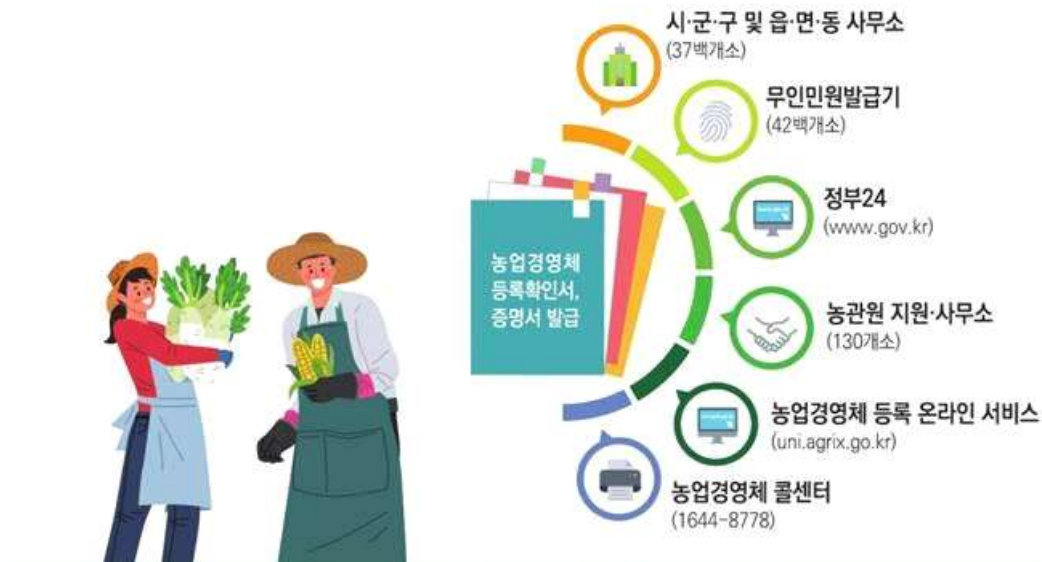 시·군·구 및 읍·면·동 사무소
(37백개소)
무인민원발급기
(42백개소)
정부24
(www.gov.kr)
농업경영체
등록확인서,
증명서 발급
농관원 지원·사무소
(130개소)
농업경영체 등록 온라인 서비스
(uni.agrix.go.kr)
농업경영체 콜센터
(1644-8778)